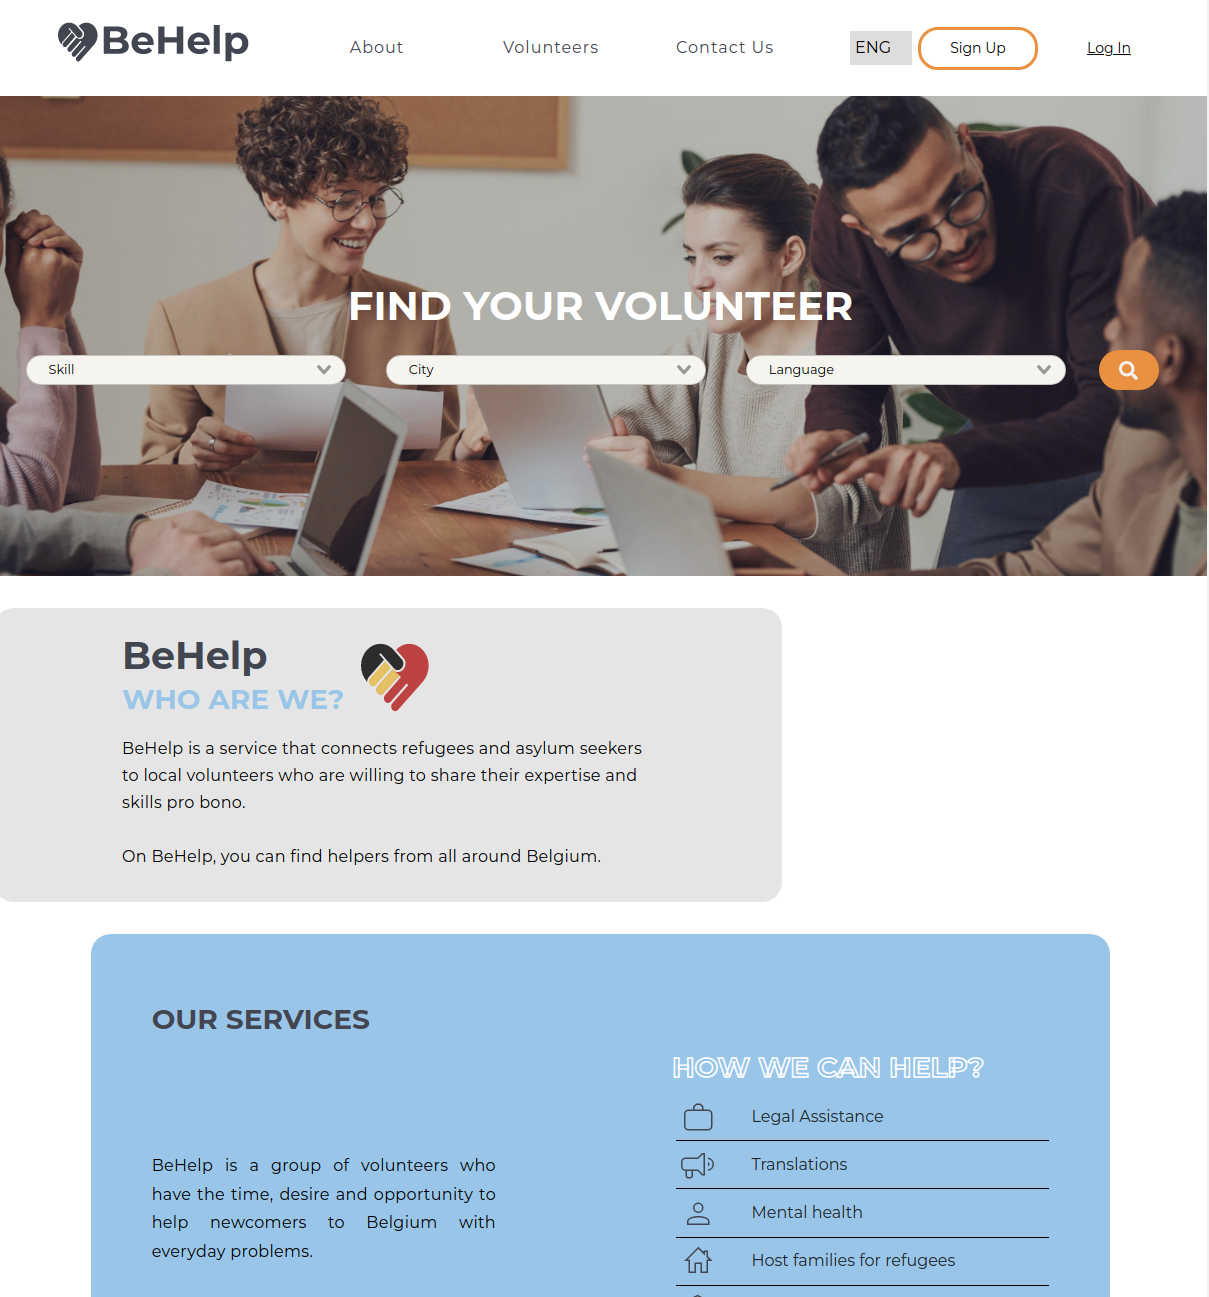 BeHelp
About
Volunteers
Contact Us
ENG
Sign Up
Log In
FIND YOUR VOLUNTEER
Skill
City
Language
BeHelp
WHO ARE WE?
BeHelp is a service that connects refugees and asylum seekers
to local volunteers who are willing to share their expertise and
skills pro bono.
On BeHelp, you can find helpers from all around Belgium.
OUR SERVICES
BeHelp is a group of volunteers who
have the time, desire and opportunity to
help newcomers to Belgium with
everyday problems.
HOW WE CAN HELP?
Legal Assistance
Translations
Mental health
Host families for refugees